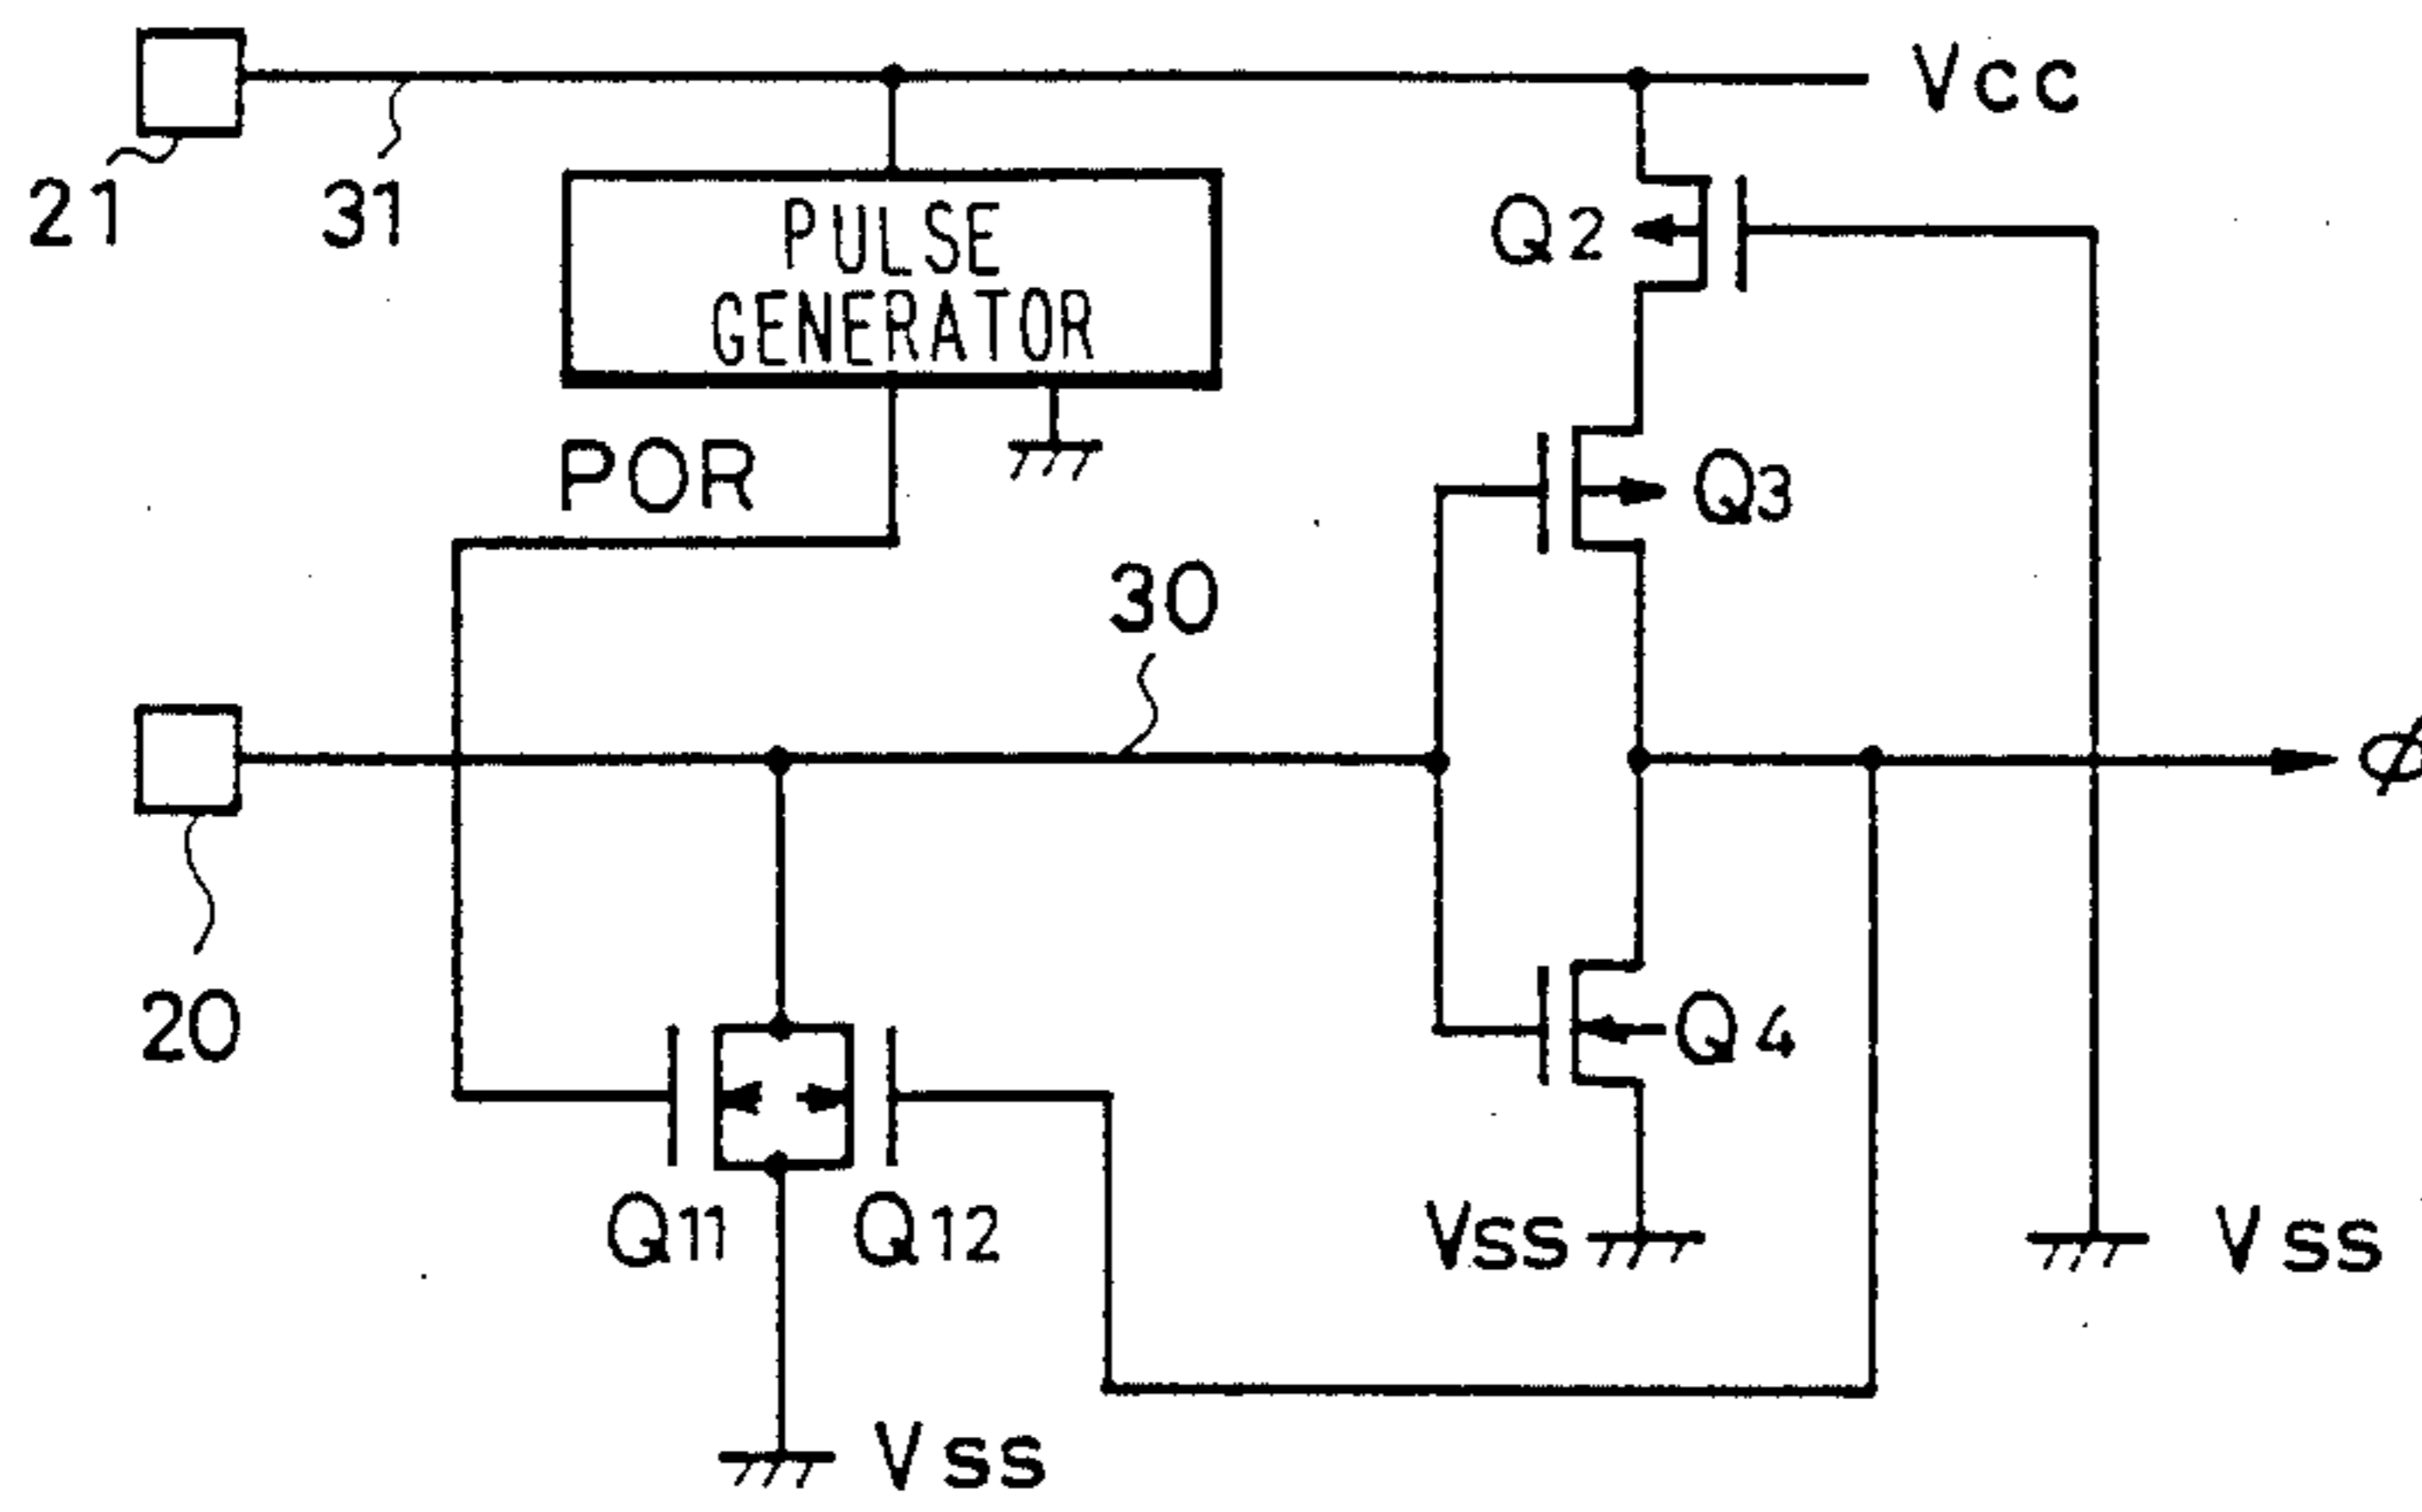 Vcc
21
31
PULSE
GENERATOR
Q2
POR
Q3
30
φ
20
Q4
Q11
Q12
Vss
Vss
Vss